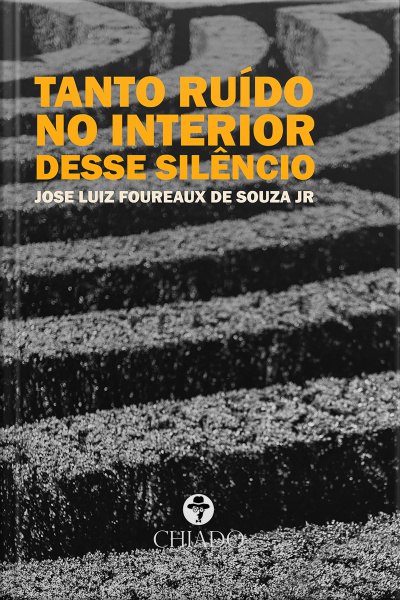 TANTO RUÍDO
NO INTERIOR
DESSE SILÊNCIO
JOSE LUIZ FOUREAUX DE SOUZA JR
CHIADO